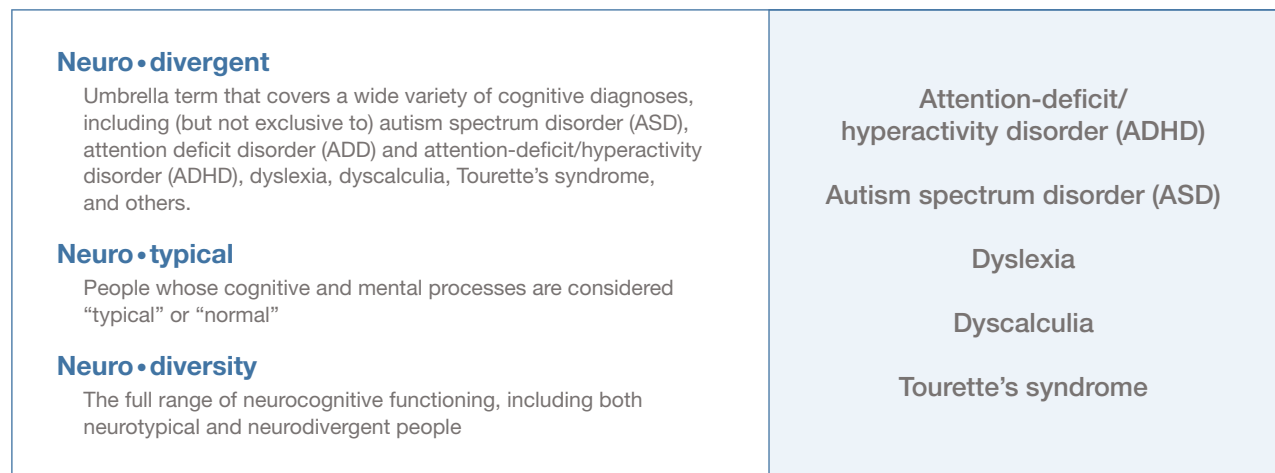 Neuro•divergent
Umbrella term that covers a wide variety of cognitive diagnoses,
including (but not exclusive to) autism spectrum disorder (ASD),
attention deficit disorder (ADD) and attention-deficit/hyperactivity
disorder (ADHD), dyslexia, dyscalculia, Tourette’s syndrome,
and others.
Neuro•typical
People whose cognitive and mental processes are considered
“typical” or “normal”
Neuro•diversity
The full range of neurocognitive functioning, including both
neurotypical and neurodivergent people
Attention-deficit/
hyperactivity disorder (ADHD)
Autism spectrum disorder (ASD)
Dyslexia
Dyscalculia
Tourette’s syndrome